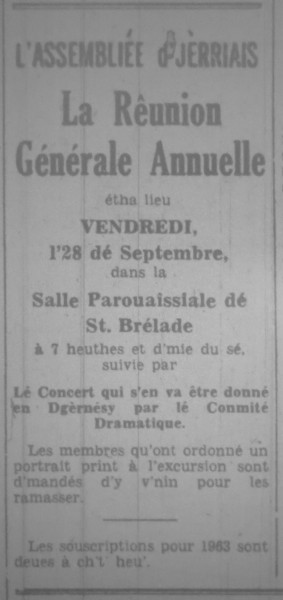 L'ASSEMBLIÉE d'JÈRRIAIS
La Rêunion
Générale Annuelle
étha lieu
VENDREDI,
l'28 dé Septembre,
dans la
Salle Parouaîssiale dé
St. Brélade
à 7 heuthes et d'mie du sé,
suivie par
Lé Concert qui s'en va être donné
en Dgèrnésy par lé Conmité
Dramatique.
Les membres qu'ont ordonné un
portrait print à l'excursion sont
d'mandés d'y v'nin pour les
ramasser.
Les souscriptions pour 1963 sont
deues à ch't' heu'.